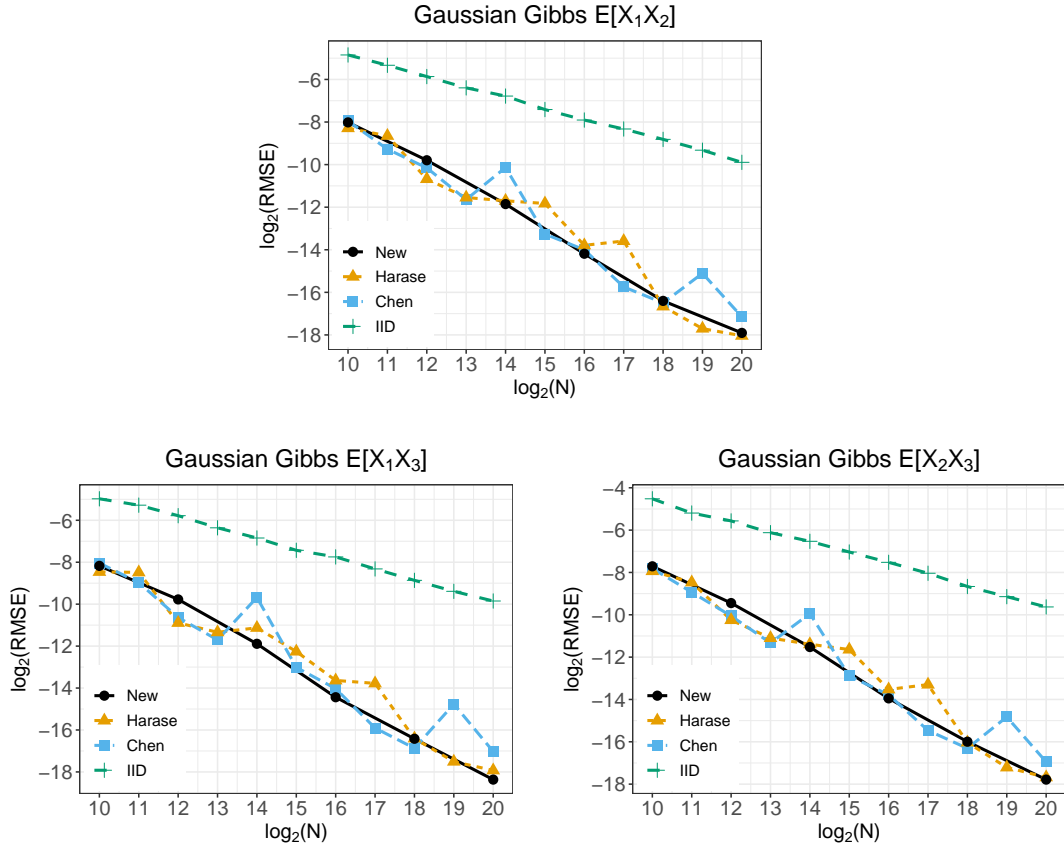 Gaussian Gibbs E[X₁X₂]
log₂(RMSE)
−6
−8
−10
−12
−14
−16
−18
New
Harase
Chen
IID
10 11 12 13 14 15 16 17 18 19 20
log₂(N)
Gaussian Gibbs E[X₁X₃]
log₂(RMSE)
−6
−8
−10
−12
−14
−16
−18
New
Harase
Chen
IID
10 11 12 13 14 15 16 17 18 19 20
log₂(N)
Gaussian Gibbs E[X₂X₃]
log₂(RMSE)
−4
−6
−8
−10
−12
−14
−16
−18
New
Harase
Chen
IID
10 11 12 13 14 15 16 17 18 19 20
log₂(N)